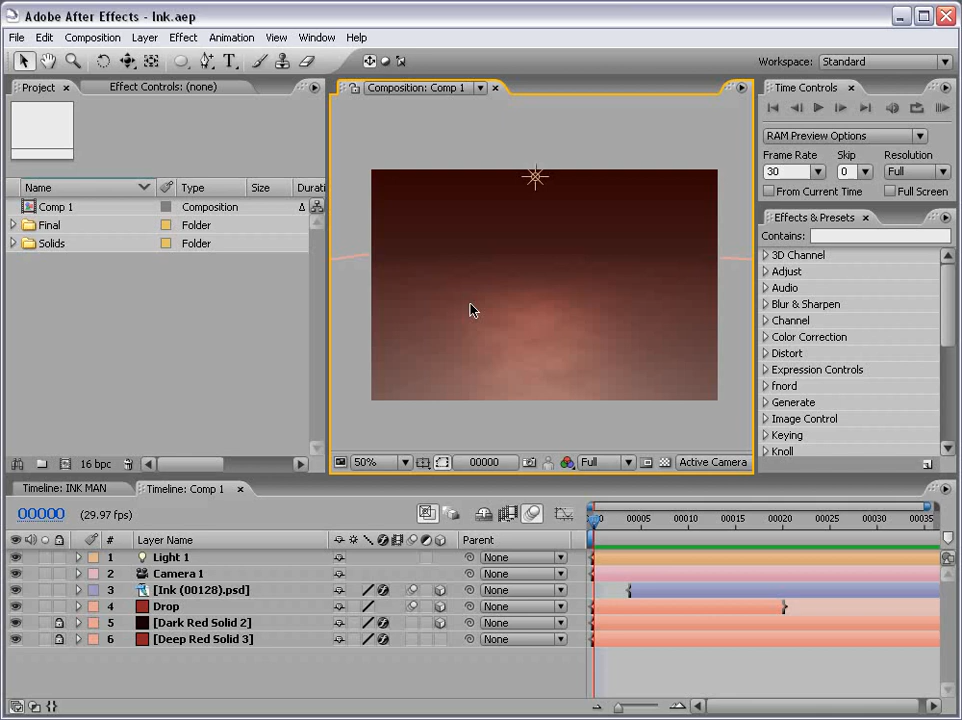 Adobe After Effects - Ink.aep
File Edit Composition Layer Effect Animation View Window Help
Workspace: Standard
Project Effect Controls: (none)
Composition: Comp 1
Time Controls
RAM Preview Options
Frame Rate Skip Resolution
30 0 Full
From Current Time Full Screen
Name Type Size Durati
Comp 1 Composition
Final Folder
Solids Folder
Effects & Presets
Contains:
3D Channel
Adjust
Audio
Blur & Sharpen
Channel
Color Correction
Distort
Expression Controls
fnord
Generate
Image Control
Keying
Knoll
16 bpc
50% 00000 Full Active Camera
Timeline: INK MAN Timeline: Comp 1
00000 (29.97 fps)
00005 00010 00015 00020 00025 00030 00035
# Layer Name Parent
1 Light 1 None
2 Camera 1 None
3 [Ink (00128).psd] None
4 Drop None
5 [Dark Red Solid 2] None
6 [Deep Red Solid 3] None